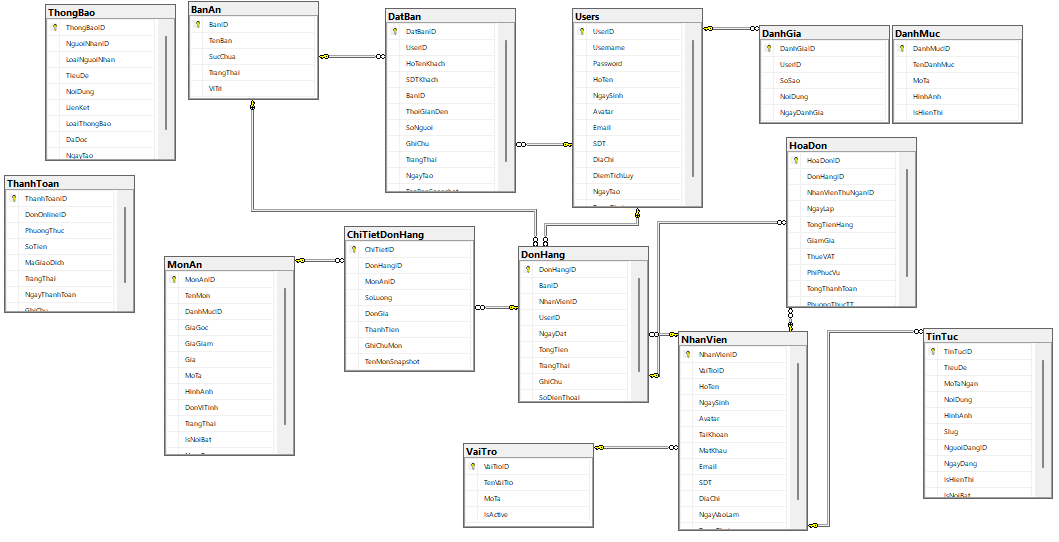 ThongBao
ThongBaoID
NguoiNhanID
LoaiNguoiNhan
TieuDe
NoiDung
LienKet
LoaiThongBao
DaDoc
NgayTao
BanAn
BanID
TenBan
SucChua
TrangThai
ViTri
DatBan
DatBanID
UserID
HoTenKhach
SDTKhach
BanID
ThoiGianDen
SoNguoi
GhiChu
TrangThai
NgayTao
Users
UserID
Username
Password
HoTen
NgaySinh
Avatar
Email
SDT
DiaChi
DiemTichLuy
NgayTao
DanhGia
DanhGiaID
UserID
SoSao
NoiDung
NgayDanhGia
DanhMuc
DanhMucID
TenDanhMuc
MoTa
HinhAnh
IsHienThi
HoaDon
HoaDonID
DonHangID
NhanVienThuNganID
NgayLap
TongTienHang
GiamGia
ThueVAT
PhiPhucVu
TongThanhToan
PhuongThucTT
ThanhToan
ThanhToanID
DonOnlineID
PhuongThuc
SoTien
MaGiaoDich
TrangThai
NgayThanhToan
GhiChu
MonAn
MonAnID
TenMon
DanhMucID
GiaGoc
GiaGiam
Gia
MoTa
HinhAnh
DonViTinh
TrangThai
IsNoiBat
ChiTietDonHang
ChiTietID
DonHangID
MonAnID
SoLuong
DonGia
ThanhTien
GhiChuMon
TenMonSnapshot
DonHang
DonHangID
BanID
NhanVienID
UserID
NgayDat
TongTien
TrangThai
GhiChu
SoDienThoai
NhanVien
NhanVienID
VaiTroID
HoTen
NgaySinh
Avatar
TaiKhoan
MatKhau
Email
SDT
DiaChi
NgayVaoLam
TinTuc
TinTucID
TieuDe
MoTaNgan
NoiDung
HinhAnh
Slug
NguoiDangID
NgayDang
IsHienThi
IsNoiBat
VaiTro
VaiTroID
TenVaiTro
MoTa
IsActive